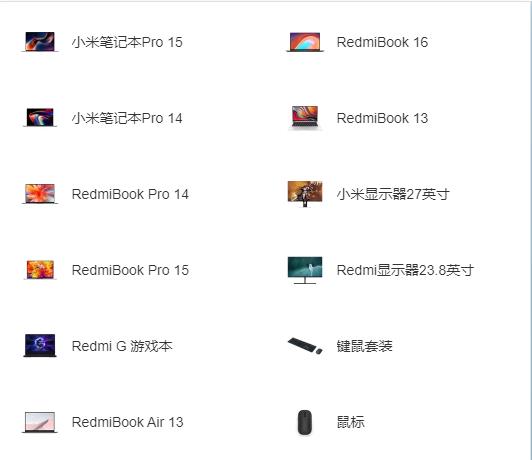 小米笔记本Pro 15
小米笔记本Pro 14
RedmiBook Pro 14
RedmiBook Pro 15
Redmi G 游戏本
RedmiBook Air 13
RedmiBook 16
RedmiBook 13
小米显示器27英寸
Redmi显示器23.8英寸
键鼠套装
鼠标